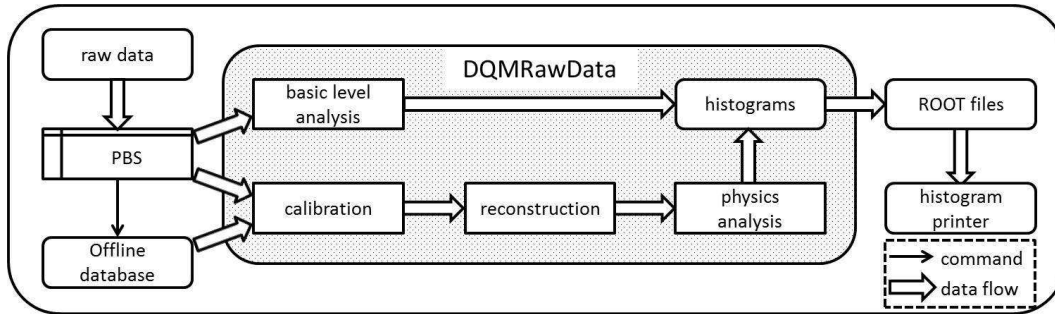 raw data
DQMRawData
basic level
analysis
histograms
ROOT files
PBS
calibration
reconstruction
physics
analysis
histogram
printer
Offline
database
command
data flow